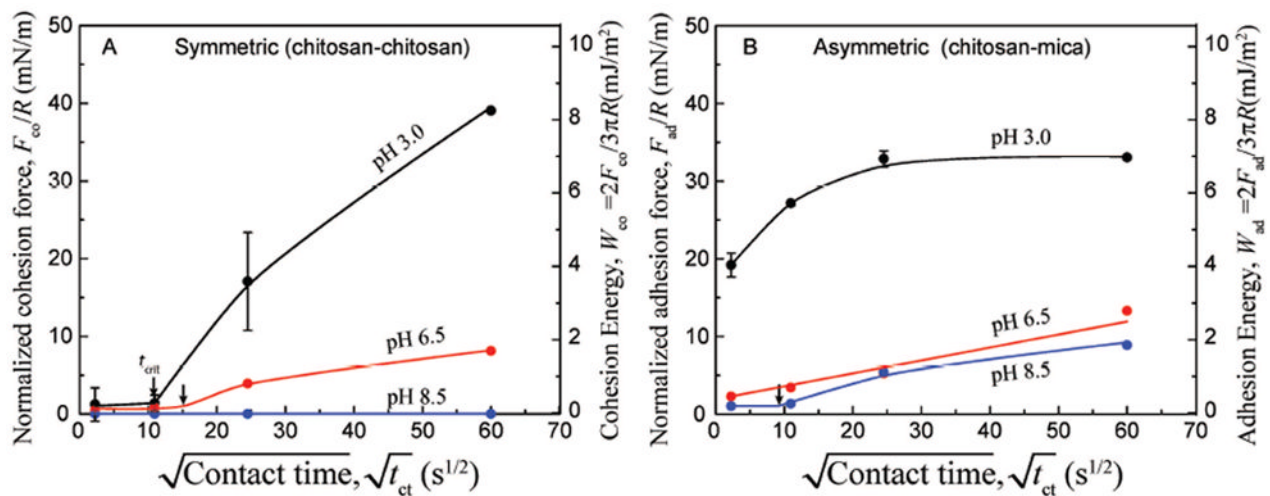 A
Symmetric (chitosan-chitosan)
Normalized cohesion force, F_co/R (mN/m)
50
40
30
20
10
0
pH 3.0
t_crit
pH 6.5
pH 8.5
10
8
6
4
2
0
Cohesion Energy, W_co =2F_co/3πR(mJ/m²)
0 10 20 30 40 50 60 70
√Contact time, √t_ct (s^1/2)
B
Asymmetric (chitosan-mica)
Normalized adhesion force, F_ad/R (mN/m)
50
40
30
20
10
0
pH 3.0
pH 6.5
pH 8.5
10
8
6
4
2
0
Adhesion Energy, W_ad =2F_ad/3πR(mJ/m²)
0 10 20 30 40 50 60 70
√Contact time, √t_ct (s^1/2)